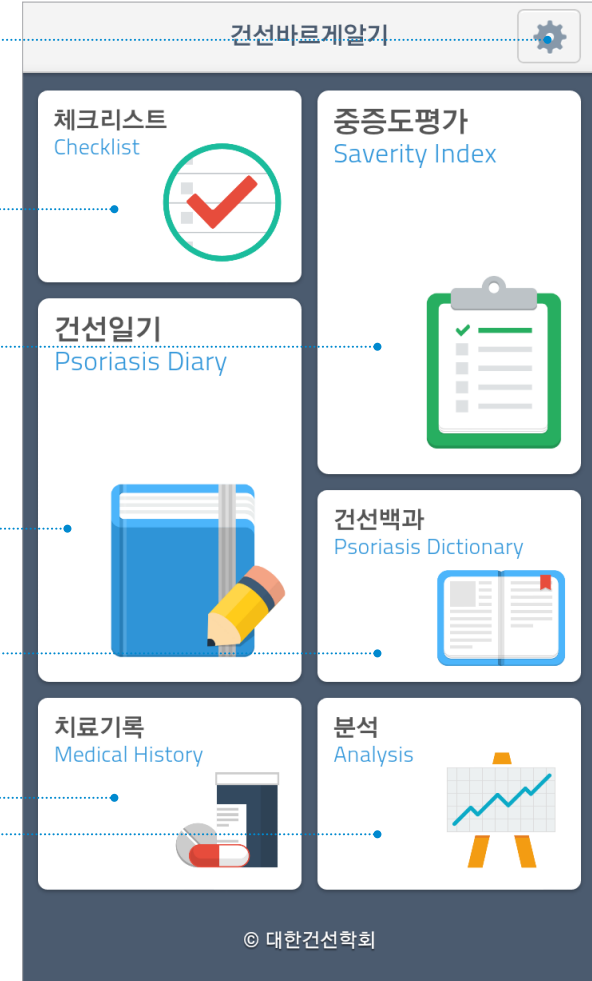 건선바르게알기
체크리스트
Checklist
중증도평가
Saverity Index
건선일기
Psoriasis Diary
건선백과
Psoriasis Dictionary
치료기록
Medical History
분석
Analysis
© 대한건선학회